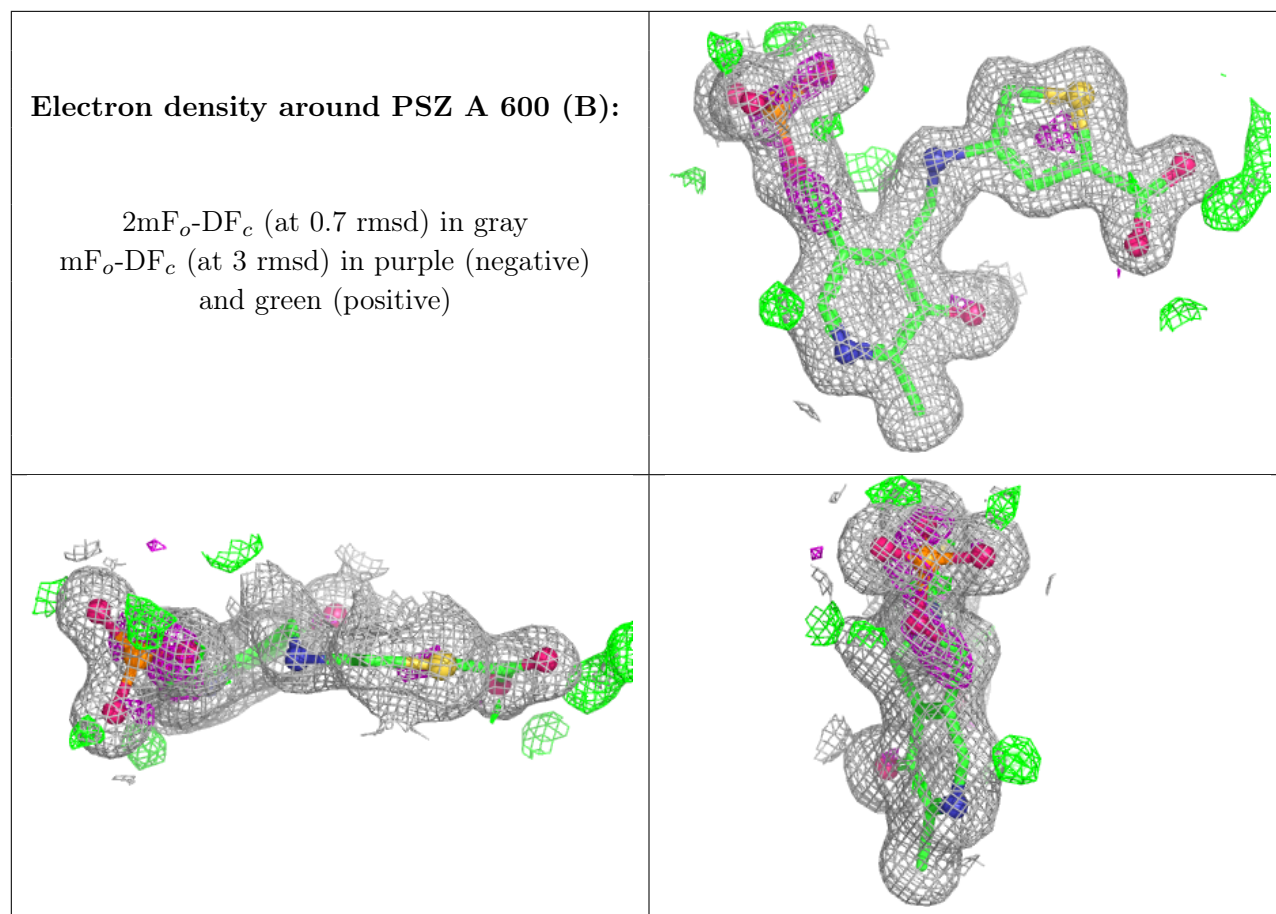 Electron density around PSZ A 600 (B):
2mFₒ-DF𝒸 (at 0.7 rmsd) in gray
mFₒ-DF𝒸 (at 3 rmsd) in purple (negative)
and green (positive)